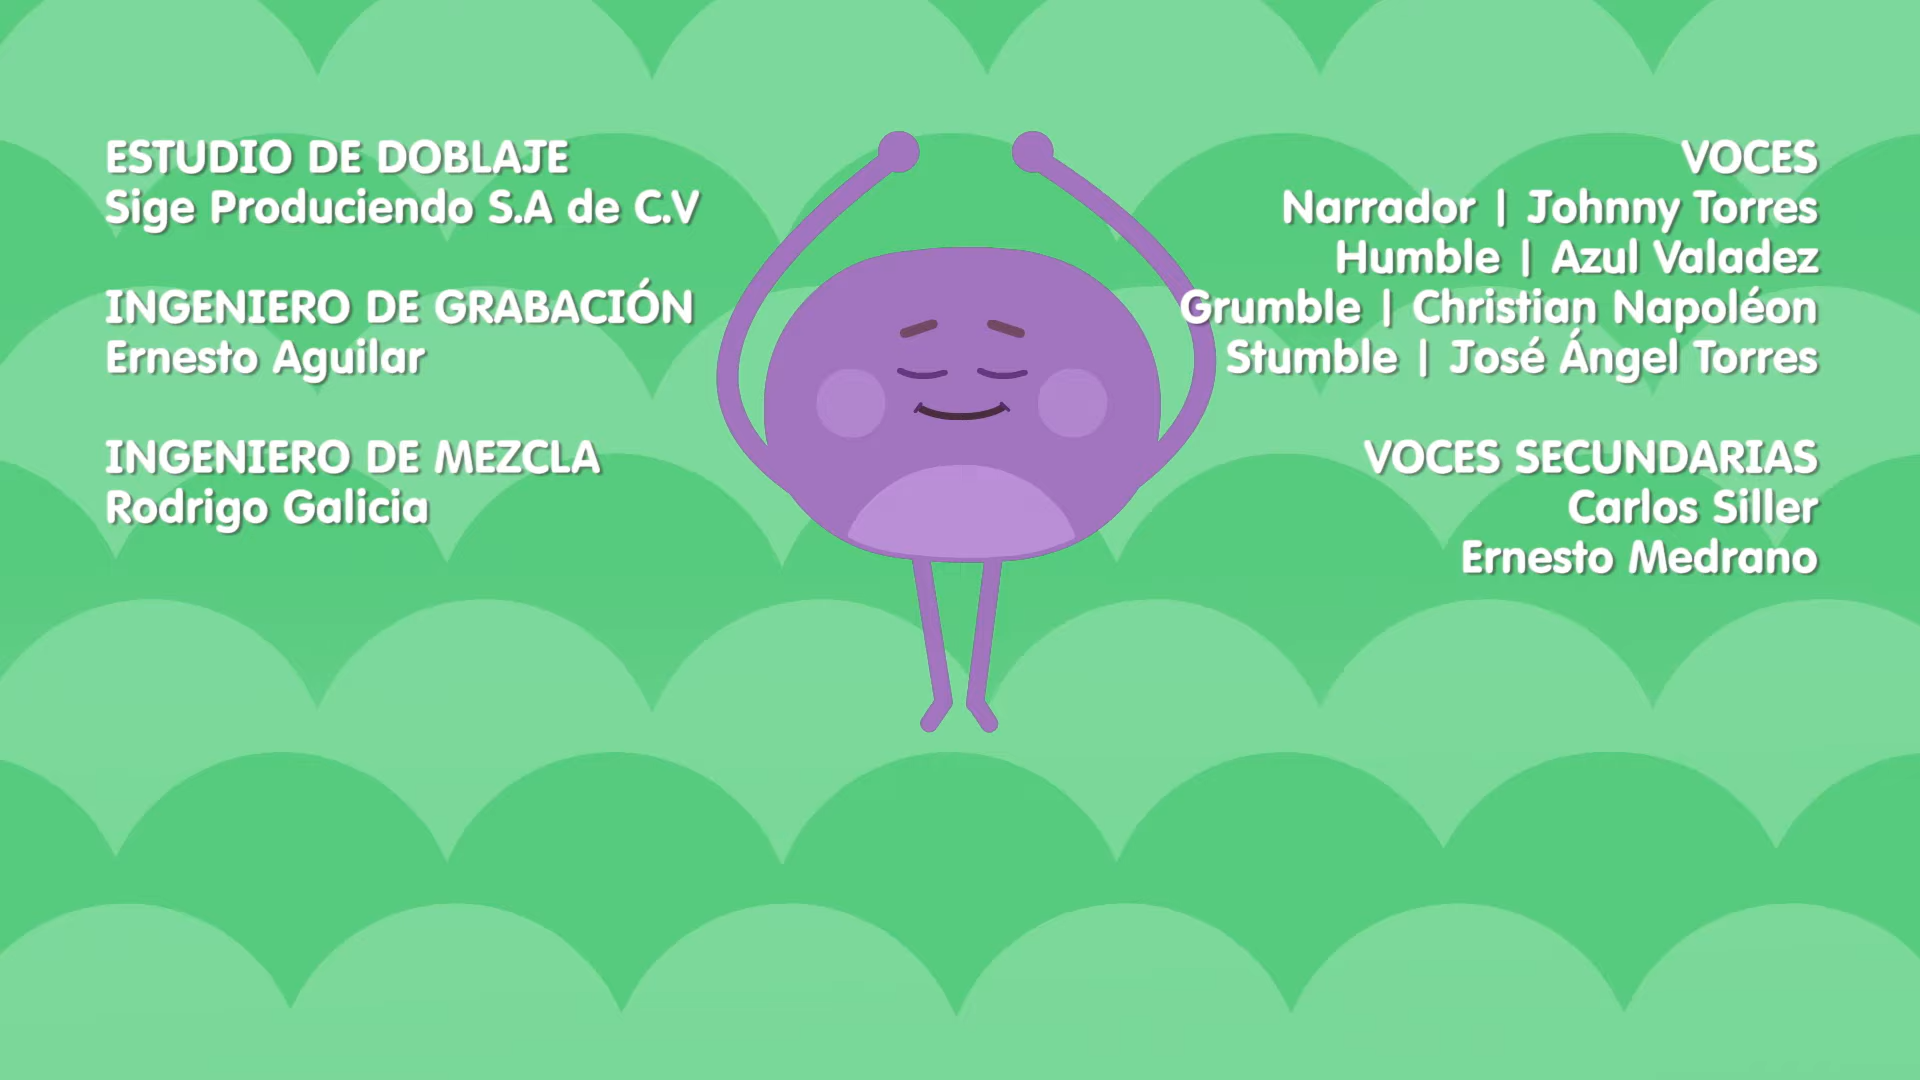 ESTUDIO DE DOBLAJE
Sige Produciendo S.A de C.V
INGENIERO DE GRABACIÓN
Ernesto Aguilar
INGENIERO DE MEZCLA
Rodrigo Galicia
VOCES
Narrador | Johnny Torres
Humble | Azul Valadez
Grumble | Christian Napoléon
Stumble | José Ángel Torres
VOCES SECUNDARIAS
Carlos Siller
Ernesto Medrano